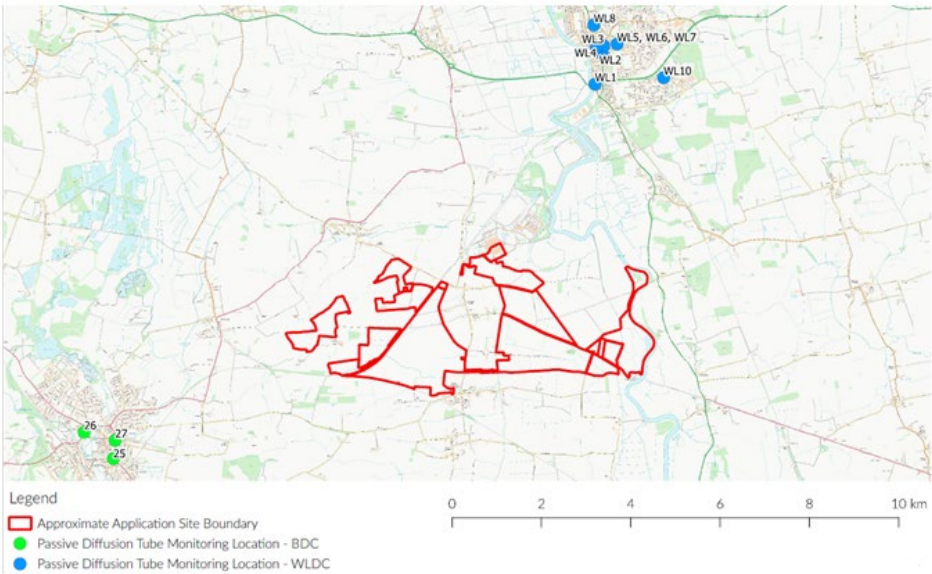 WL8
WL3
WL5, WL6, WL7
WL4
WL2
WL10
WL1
26
27
25
Legend
Approximate Application Site Boundary
Passive Diffusion Tube Monitoring Location - BDC
Passive Diffusion Tube Monitoring Location - WLDC
0 2 4 6 8 10 km